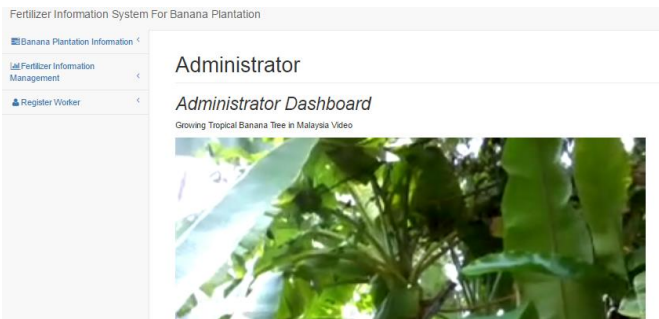 Fertilizer Information System For Banana Plantation
Banana Plantation Information
Fertilizer Information
Management
Register Worker
Administrator
Administrator Dashboard
Growing Tropical Banana Tree in Malaysia Video